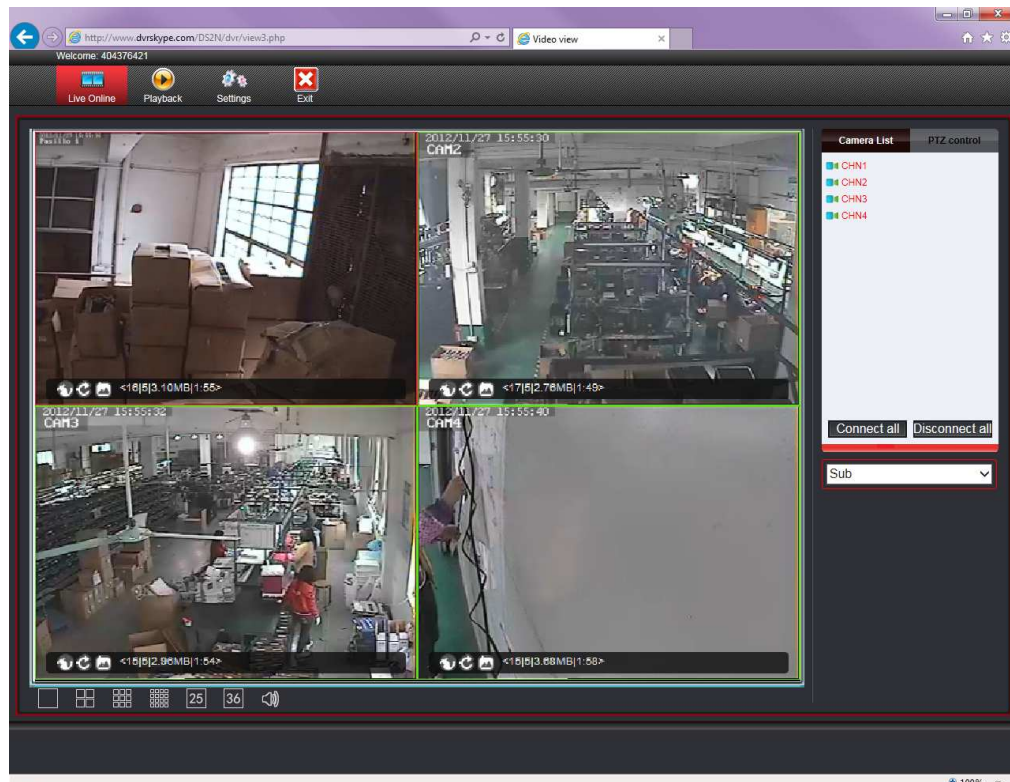 http://www.dvrskype.com/DS2N/dvr/view3.php
Video view
Welcome: 404376421
Live Online
Playback
Settings
Exit
Camera List
PTZ control
CHN1
CHN2
CHN3
CHN4
2012/11/27 15:55:30
CAM2
<16|5|3.10MB|1:55>
<17|5|2.76MB|1:49>
2012/11/27 15:55:32
CAM3
2012/11/27 15:55:40
CAM4
Connect all
Disconnect all
Sub
<15|5|2.96MB|1:54>
<15|5|3.68MB|1:58>
25
36
100%